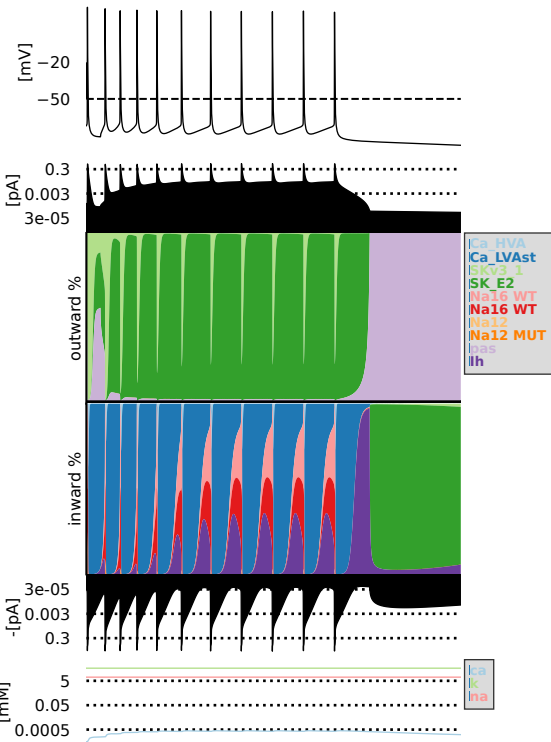 [mV]
−20
−50
[pA]
0.3
0.003
3e-05
outward %
Ca_HVA
Ca_LVAst
SKv3_1
SK_E2
Na16 WT
Na16 WT
Na12
Na12 MUT
pas
Ih
inward %
-[pA]
3e-05
0.003
0.3
[mM]
5
0.05
0.0005
ca
k
na